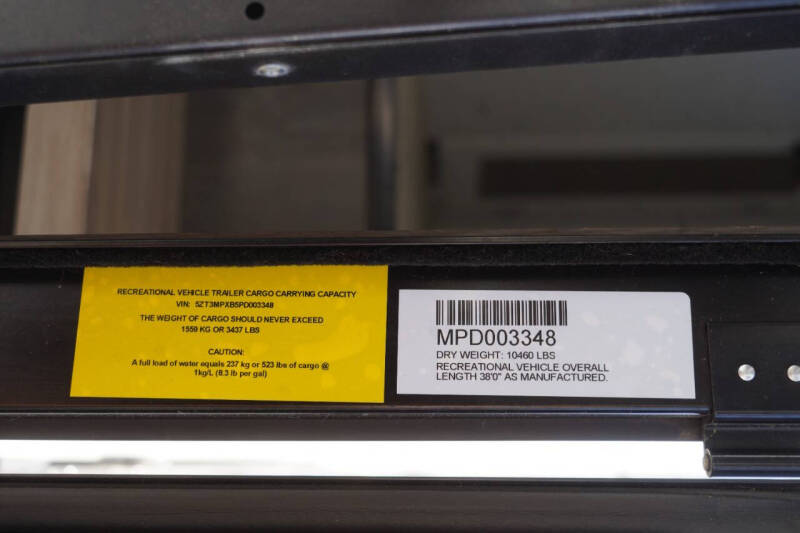 RECREATIONAL VEHICLE TRAILER CARGO CARRYING CAPACITY
VIN: 5ZT3MPXB5PD003348
THE WEIGHT OF CARGO SHOULD NEVER EXCEED
1559 KG OR 3437 LBS
CAUTION:
A full load of water equals 237 kg or 523 lbs of cargo @
1kg/L (8.3 lb per gal)
MPD003348
DRY WEIGHT: 10460 LBS
RECREATIONAL VEHICLE OVERALL
LENGTH 38'0" AS MANUFACTURED.